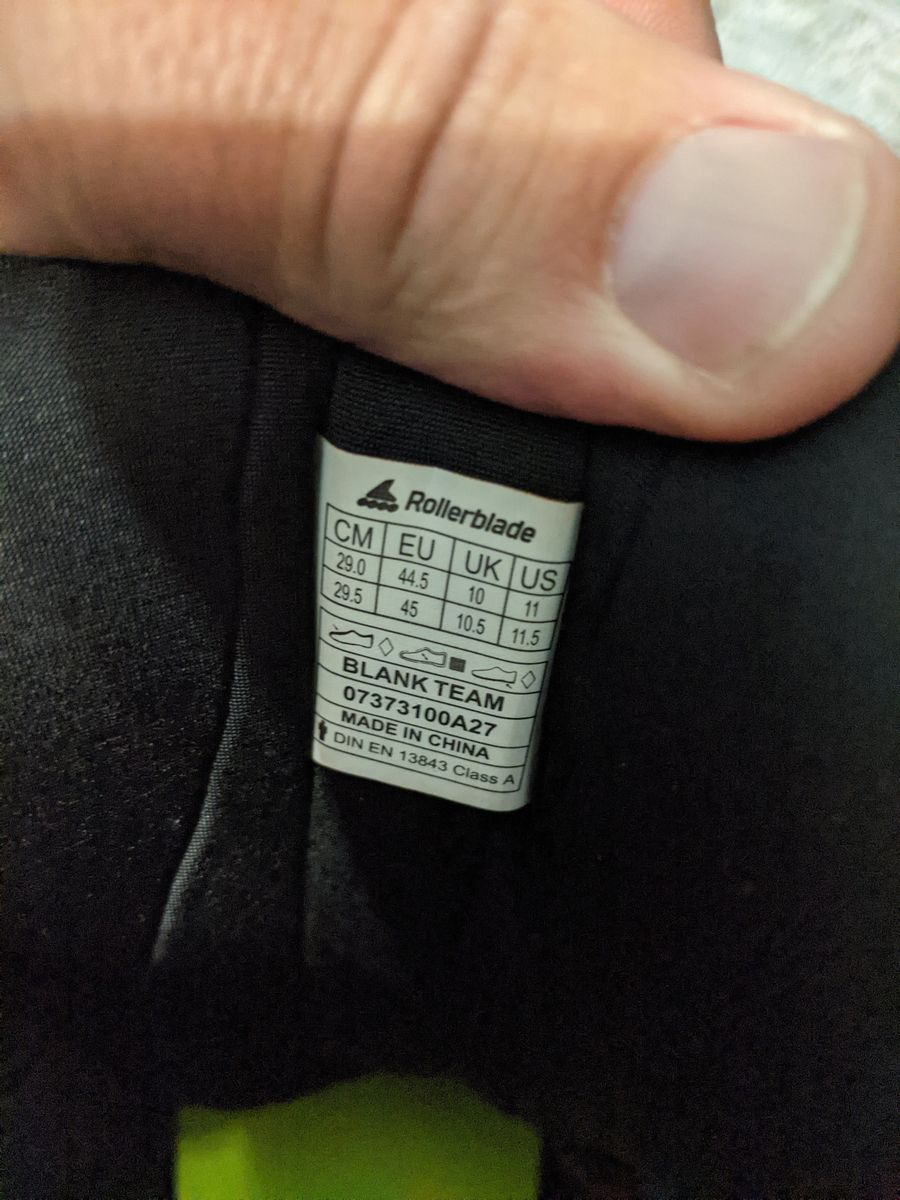 Rollerblade
CM EU UK US
29.0 44.5 10 11
29.5 45 10.5 11.5
BLANK TEAM
07373100A27
MADE IN CHINA
DIN EN 13843 Class A